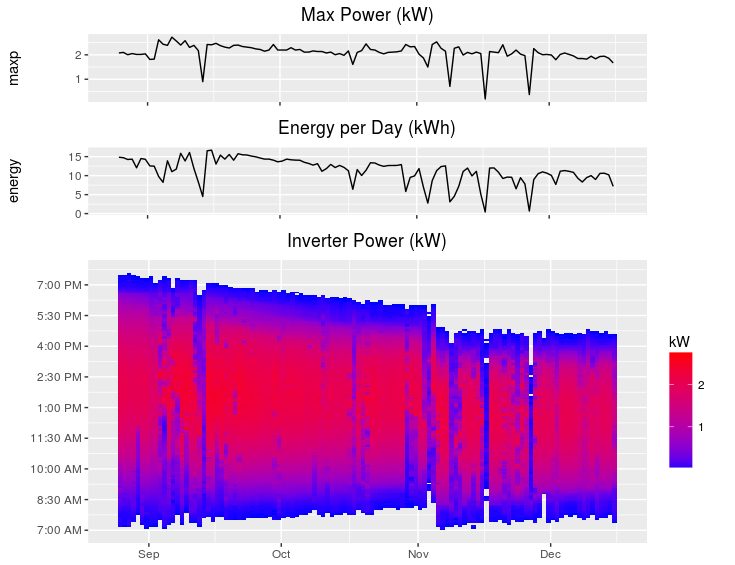 Max Power (kW)
maxp
2
1
Energy per Day (kWh)
energy
15
10
5
0
Inverter Power (kW)
7:00 PM
5:30 PM
4:00 PM
2:30 PM
1:00 PM
11:30 AM
10:00 AM
8:30 AM
7:00 AM
Sep Oct Nov Dec
kW
2
1